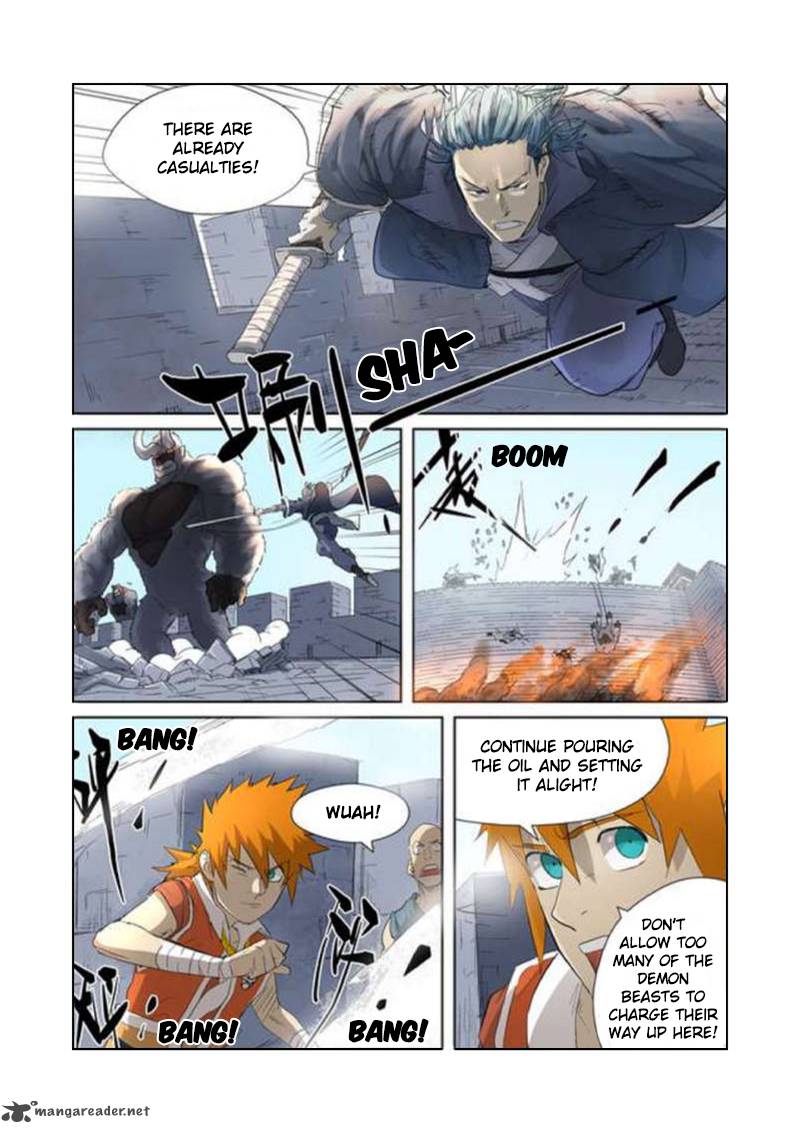 THERE ARE
ALREADY
CASUALTIES!
SHA-
BOOM
BANG!
WUAH!
BANG!
BANG!
CONTINUE POURING
THE OIL AND SETTING
IT ALIGHT!
DON'T
ALLOW TOO
MANY OF THE
DEMON
BEASTS TO
CHARGE THEIR
WAY UP HERE!
mangareader.net